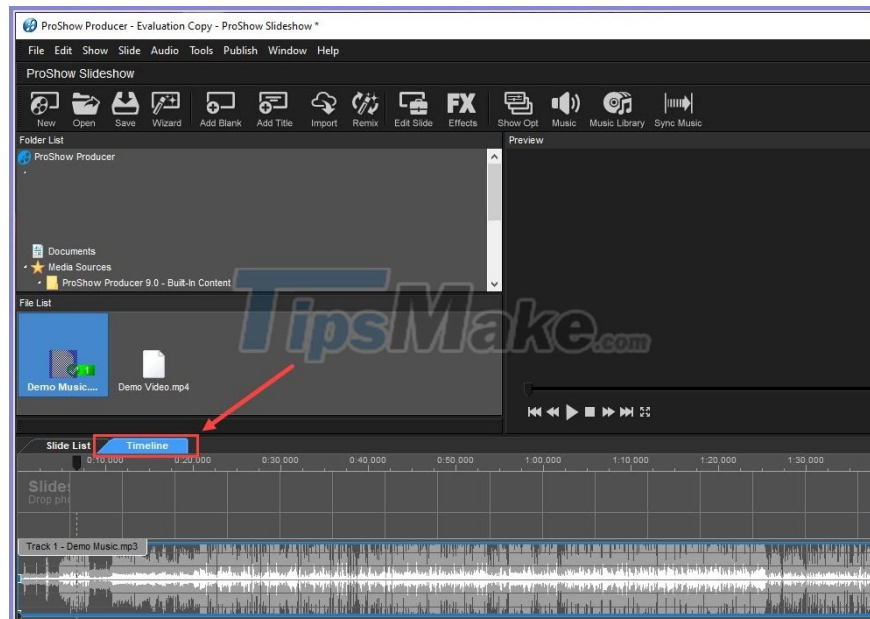 ProShow Producer - Evaluation Copy - ProShow Slideshow *
File Edit Show Slide Audio Tools Publish Window Help
ProShow Slideshow
New Open Save Wizard Add Blank Add Title Import Remix Edit Slide Effects Show Opt Music Music Library Sync Music
FX
Folder List
Preview
ProShow Producer
Documents
Media Sources
ProShow Producer 9.0 - Built-In Content
File List
TipsMake.com
1
Demo Music....
Demo Video.mp4
Slide List Timeline
0:10.000 0:20.000 0:30.000 0:40.000 0:50.000 1:00.000 1:10.000 1:20.000 1:30.000
Slides
Drop pho
Track 1 - Demo Music.mp3